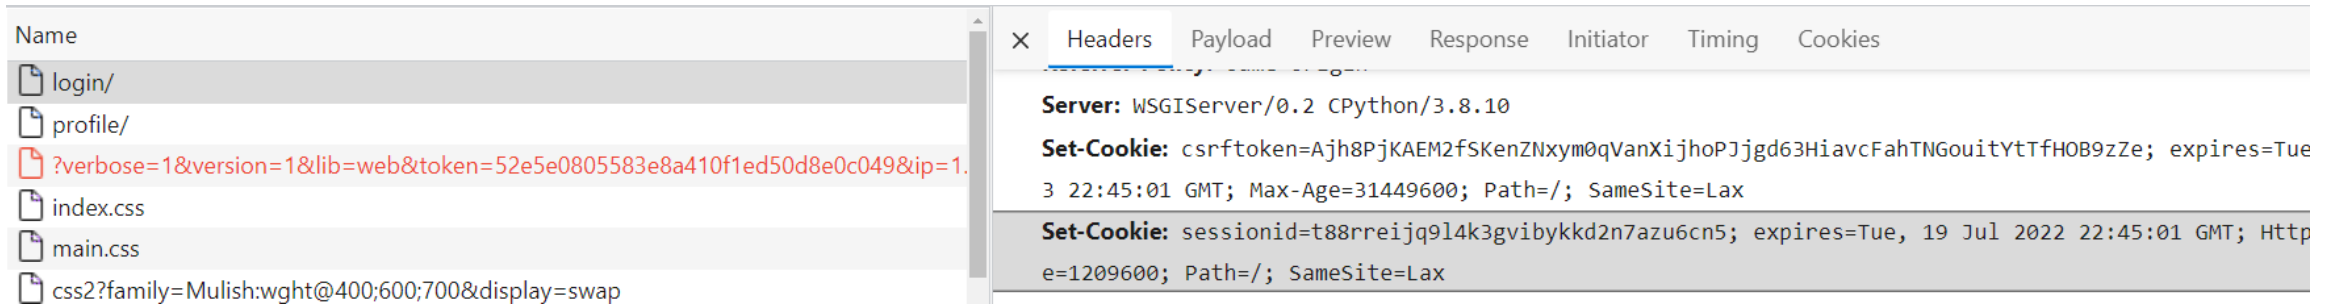 Name
login/
profile/
?verbose=1&version=1&lib=web&token=52e5e0805583e8a410f1ed50d8e0c049&ip=1.
index.css
main.css
css2?family=Mulish:wght@400;600;700&display=swap
× Headers Payload Preview Response Initiator Timing Cookies
Server: WSGIServer/0.2 CPython/3.8.10
Set-Cookie: csrftoken=Ajh8PjKAEM2fSKenZNxym0qVanXijhoPJjgd63HiavcFahTNGouitYtTfHOB9zZe; expires=Tue
3 22:45:01 GMT; Max-Age=31449600; Path=/; SameSite=Lax
Set-Cookie: sessionid=t88rreijq9l4k3gvibykkd2n7azu6cn5; expires=Tue, 19 Jul 2022 22:45:01 GMT; Http
e=1209600; Path=/; SameSite=Lax